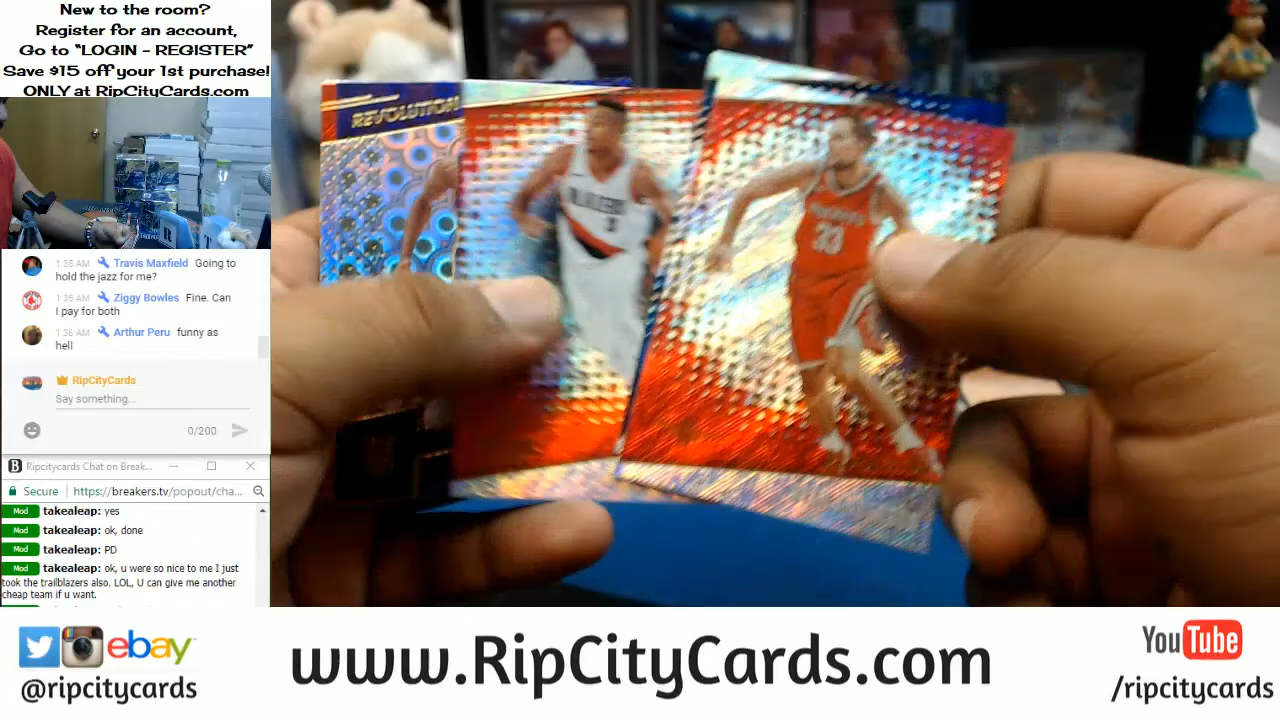 New to the room?
Register for an account,
Go to “LOGIN - REGISTER”
Save $15 off your 1st purchase!
ONLY at RipCityCards.com
1:35 AM Travis Maxfield Going to
hold the jazz for me?
1:35 AM Ziggy Bowles Fine. Can
I pay for both
1:36 AM Arthur Peru funny as
hell
RipCityCards
Say something...
0/200
Ripcitycards Chat on Break...
Secure https://breakers.tv/popout/cha...
Mod takealeap: yes
Mod takealeap: ok, done
Mod takealeap: PD
Mod takealeap: ok, u were so nice to me I just
took the trailblazers also. LOL, U can give me another
cheap team if u want.
REVOLUTION
3
33
ebay
@ripcitycards
www.RipCityCards.com
YouTube
/ripcitycards